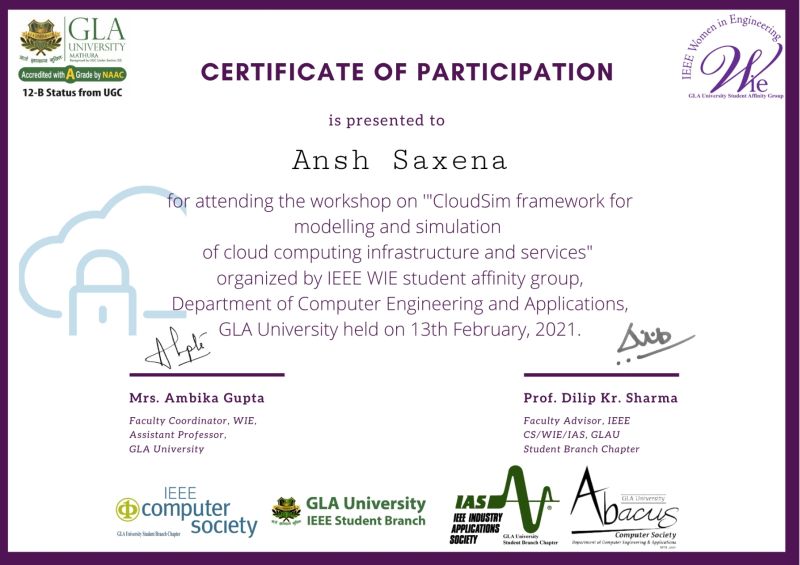 GLA
UNIVERSITY
MATHURA
Recognised by UGC Under Section 2(f)
Accredited with A Grade by NAAC
12-B Status from UGC
IEEE Women in Engineering
Wie
GLA University Student Affinity Group
CERTIFICATE OF PARTICIPATION
is presented to
Ansh Saxena
for attending the workshop on '"CloudSim framework for
modelling and simulation
of cloud computing infrastructure and services"
organized by IEEE WIE student affinity group,
Department of Computer Engineering and Applications,
GLA University held on 13th February, 2021.
Mrs. Ambika Gupta
Faculty Coordinator, WIE,
Assistant Professor,
GLA University
Prof. Dilip Kr. Sharma
Faculty Advisor, IEEE
CS/WIE/IAS, GLAU
Student Branch Chapter
IEEE
computer
society
GLA University Student Branch Chapter
GLA University
IEEE Student Branch
IAS
IEEE INDUSTRY
APPLICATIONS
SOCIETY
GLA University
Student Branch Chapter
GLA University
Abacus
Computer Society
Department of Computer Engineering & Applications